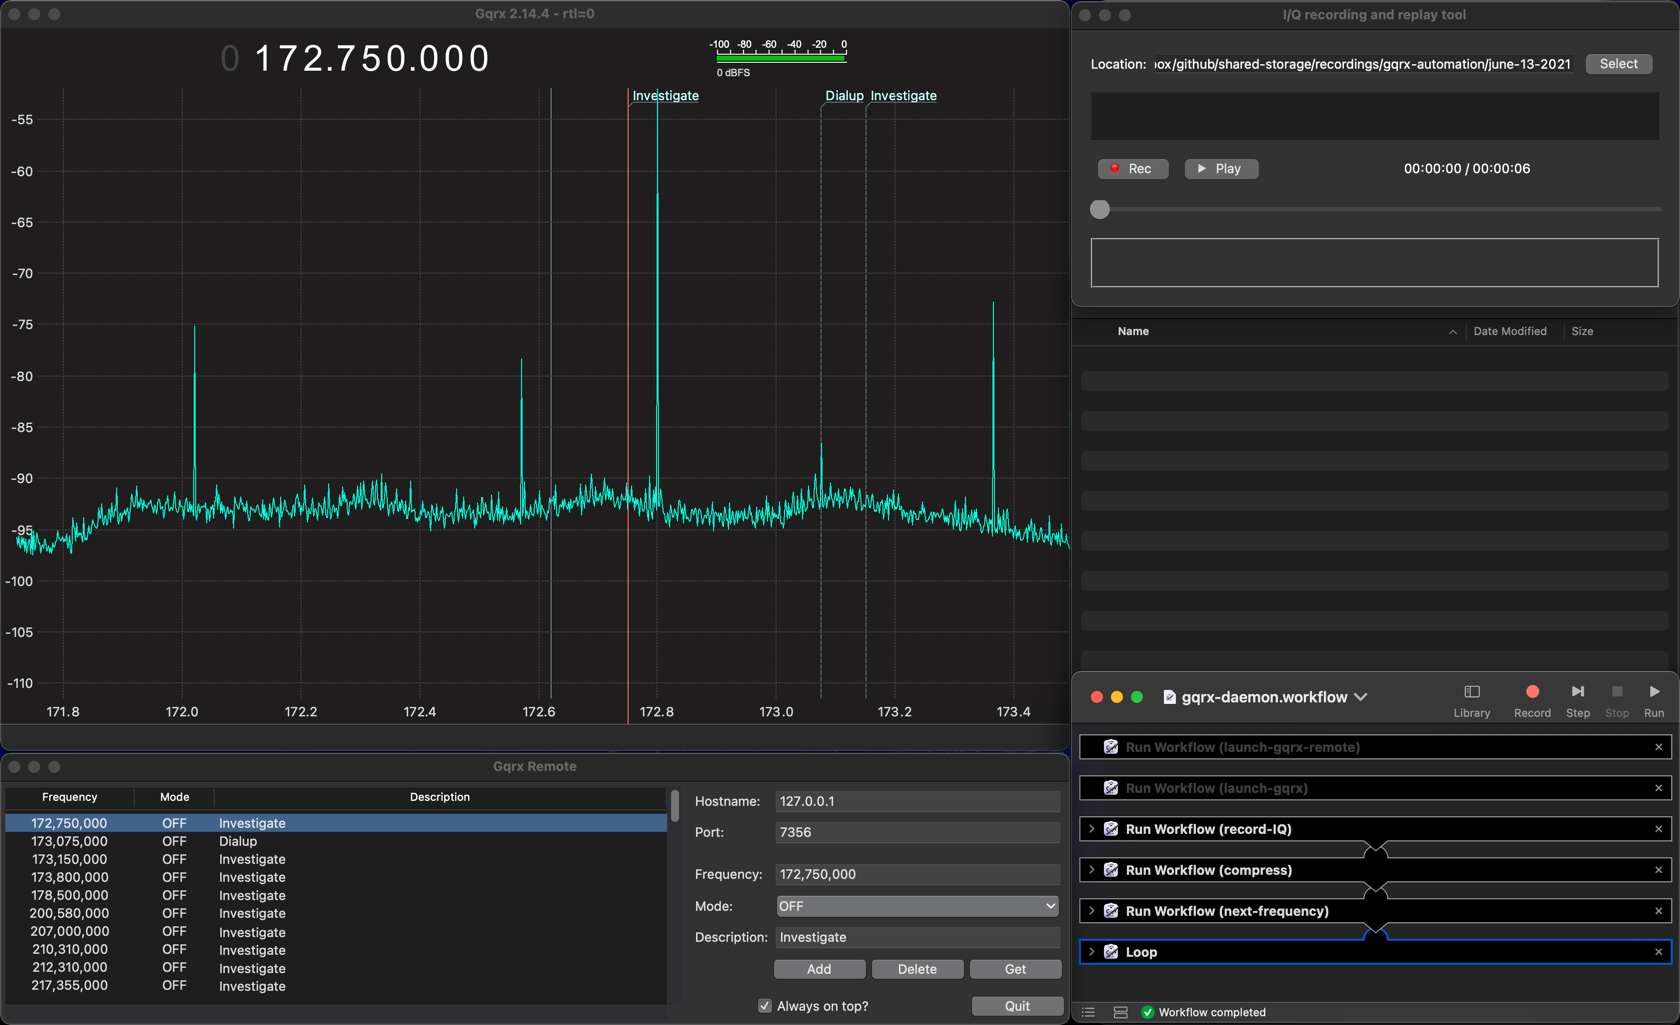 Gqrx 2.14.4 - rtl=0
0 172.750.000
-100 -80 -60 -40 -20 0
0 dBFS
Investigate Dialup Investigate
-55
-60
-65
-70
-75
-80
-85
-90
-95
-100
-105
-110
171.8 172.0 172.2 172.4 172.6 172.8 173.0 173.2 173.4
I/Q recording and replay tool
Location: ox/github/shared-storage/recordings/gqrx-automation/june-13-2021 Select
Rec Play 00:00:00 / 00:00:06
Name Date Modified Size
Gqrx Remote
Frequency Mode Description
172,750,000 OFF Investigate
173,075,000 OFF Dialup
173,150,000 OFF Investigate
173,800,000 OFF Investigate
178,500,000 OFF Investigate
200,580,000 OFF Investigate
207,000,000 OFF Investigate
210,310,000 OFF Investigate
212,310,000 OFF Investigate
217,355,000 OFF Investigate
Hostname: 127.0.0.1
Port: 7356
Frequency: 172,750,000
Mode: OFF
Description: Investigate
Add Delete Get
Always on top? Quit
gqrx-daemon.workflow
Library Record Step Stop Run
Run Workflow (launch-gqrx-remote)
Run Workflow (launch-gqrx)
Run Workflow (record-IQ)
Run Workflow (compress)
Run Workflow (next-frequency)
Loop
Workflow completed